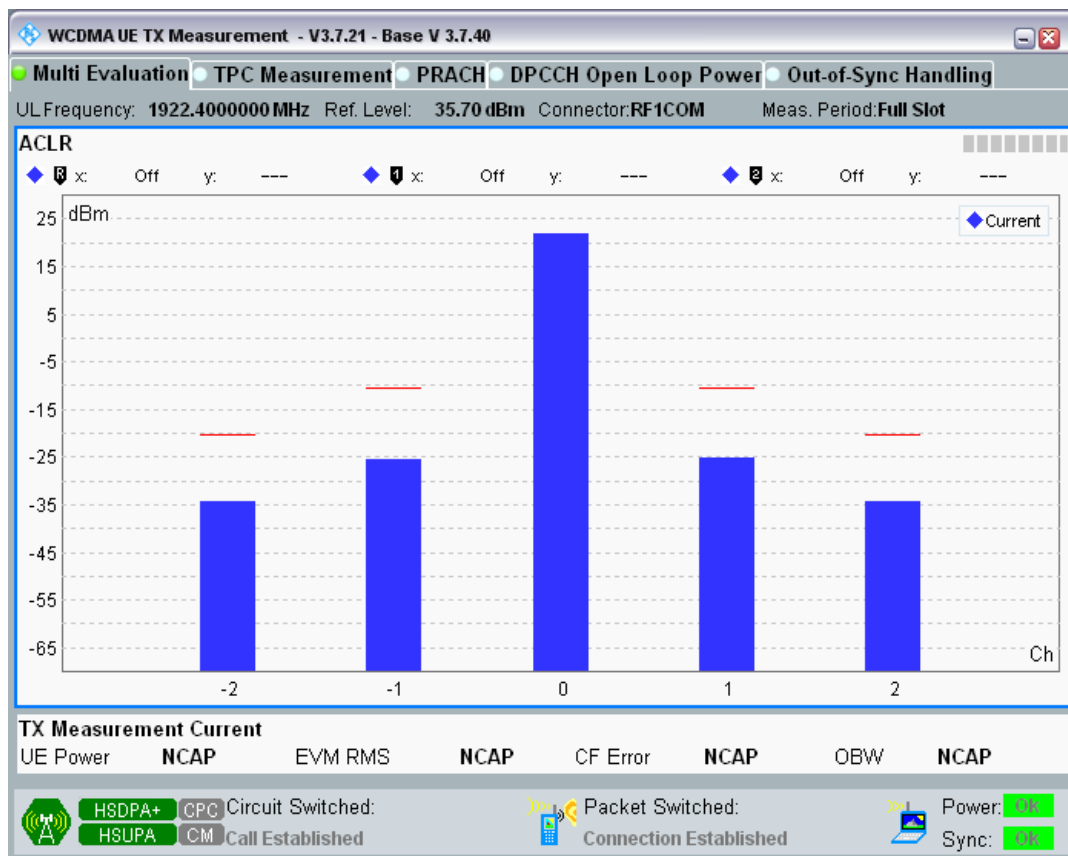 WCDMA UE TX Measurement - V3.7.21 - Base V 3.7.40
Multi Evaluation TPC Measurement PRACH DPCCH Open Loop Power Out-of-Sync Handling
UL Frequency: 1922.4000000 MHz Ref. Level: 35.70 dBm Connector:RF1COM Meas. Period:Full Slot
ACLR
R x: Off y: --- 1 x: Off y: --- 2 x: Off y: ---
dBm
Current
25
15
5
-5
-15
-25
-35
-45
-55
-65
Ch
-2 -1 0 1 2
TX Measurement Current
UE Power NCAP EVM RMS NCAP CF Error NCAP OBW NCAP
HSDPA+ CPC Circuit Switched: Packet Switched: Power: OK
HSUPA CM Call Established Connection Established Sync: OK